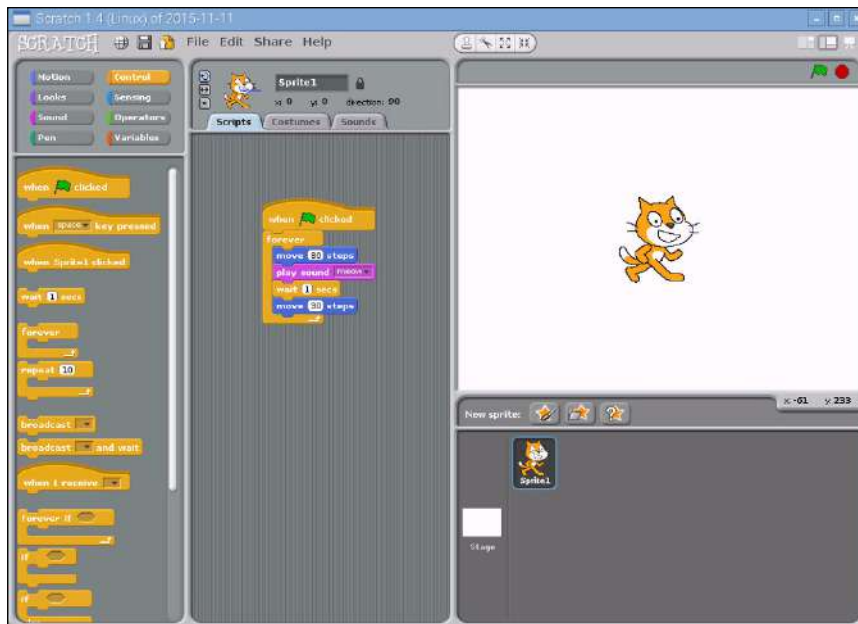 Scratch 1.4 (Linux) of 2015-11-11
SCRATCH File Edit Share Help
Motion Control
Looks Sensing
Sound Operators
Pen Variables
when clicked
when space key pressed
when Sprite1 clicked
wait 1 secs
forever
repeat 10
broadcast
broadcast and wait
when I receive
forever if
if
if
Sprite1
x: 0 y: 0 direction: 90
Scripts Costumes Sounds
when clicked
forever
move 80 steps
play sound meow
wait 1 secs
move 90 steps
x: -61 y: 233
New sprite:
Sprite1
Stage